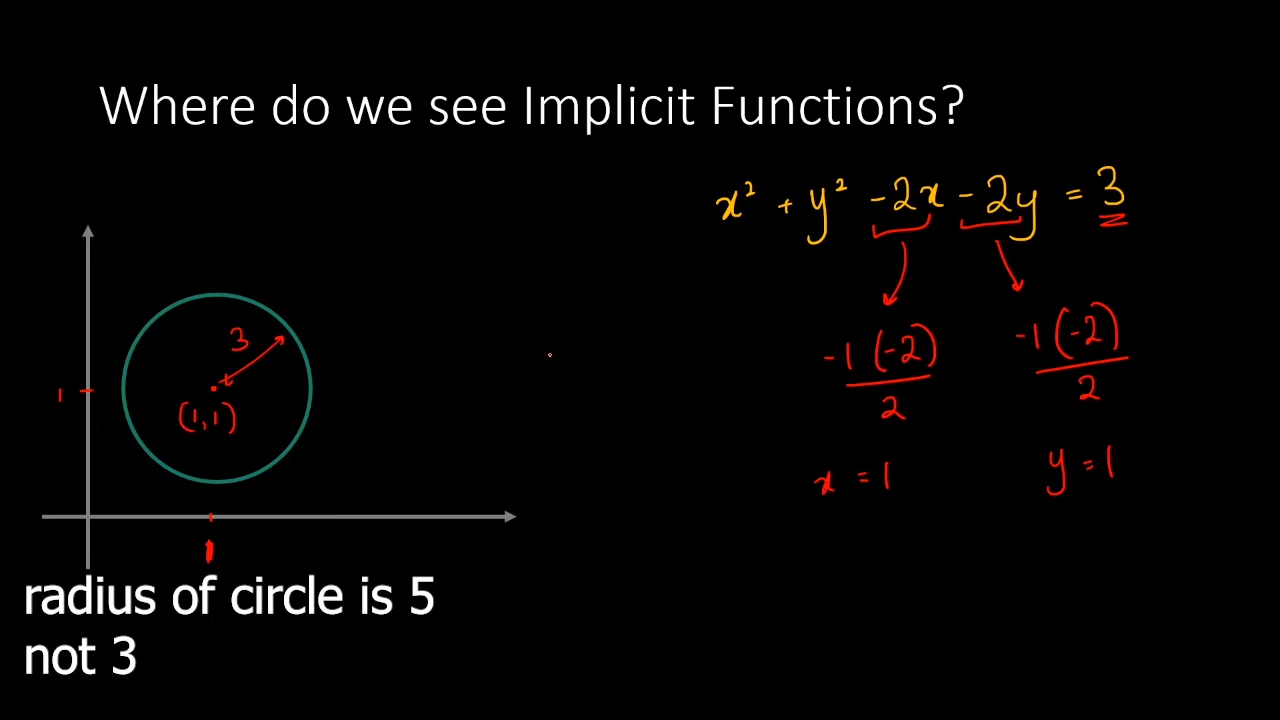 Where do we see Implicit Functions?
x² + y² - 2x - 2y = 3
-1 (-2) / 2
-1 (-2) / 2
x = 1
y = 1
3
(1,1)
1
1
radius of circle is 5
not 3